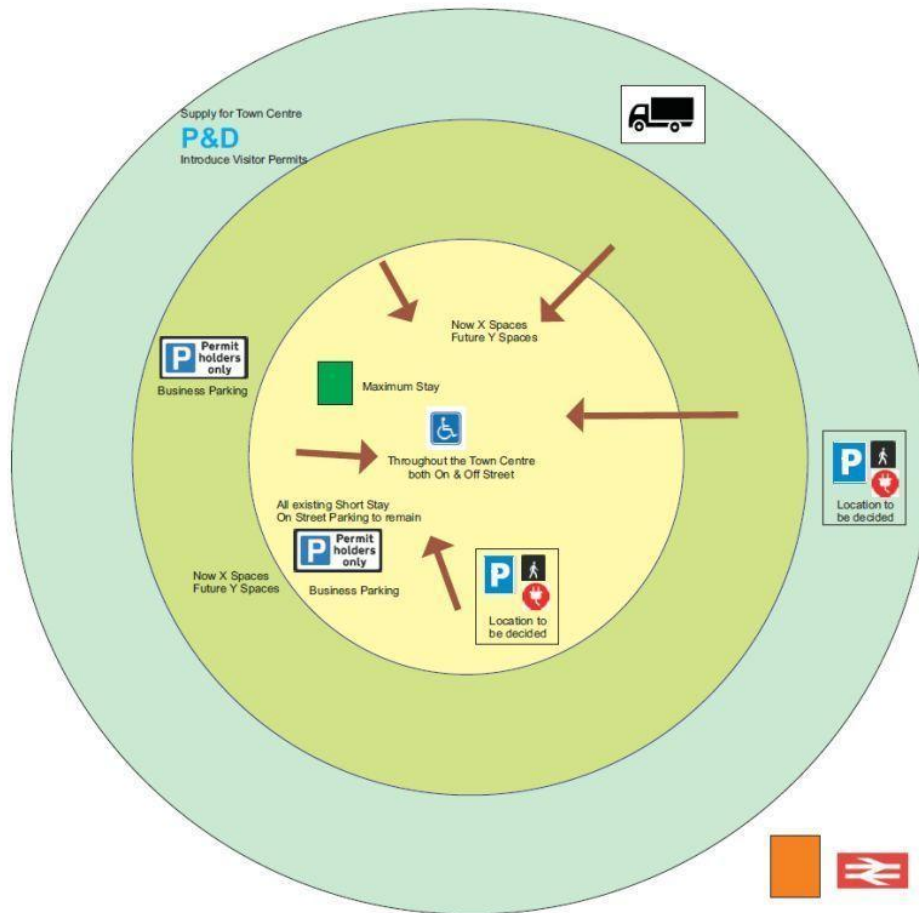 Supply for Town Centre
P&D
Introduce Visitor Permits
Now X Spaces
Future Y Spaces
P Permit
holders
only
Business Parking
Maximum Stay
Throughout the Town Centre
both On & Off Street
P
Location to
be decided
All existing Short Stay
On Street Parking to remain
P Permit
holders
only
Business Parking
Now X Spaces
Future Y Spaces
P
Location to
be decided